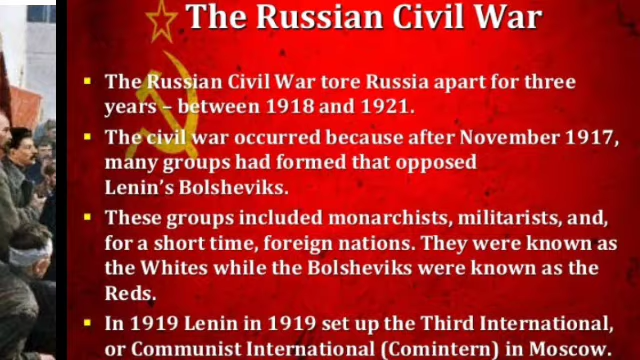 The Russian Civil War
▪ The Russian Civil War tore Russia apart for three
years – between 1918 and 1921.
▪ The civil war occurred because after November 1917,
many groups had formed that opposed
Lenin's Bolsheviks.
▪ These groups included monarchists, militarists, and,
for a short time, foreign nations. They were known as
the Whites while the Bolsheviks were known as the
Reds.
▪ In 1919 Lenin in 1919 set up the Third International,
or Communist International (Comintern) in Moscow.